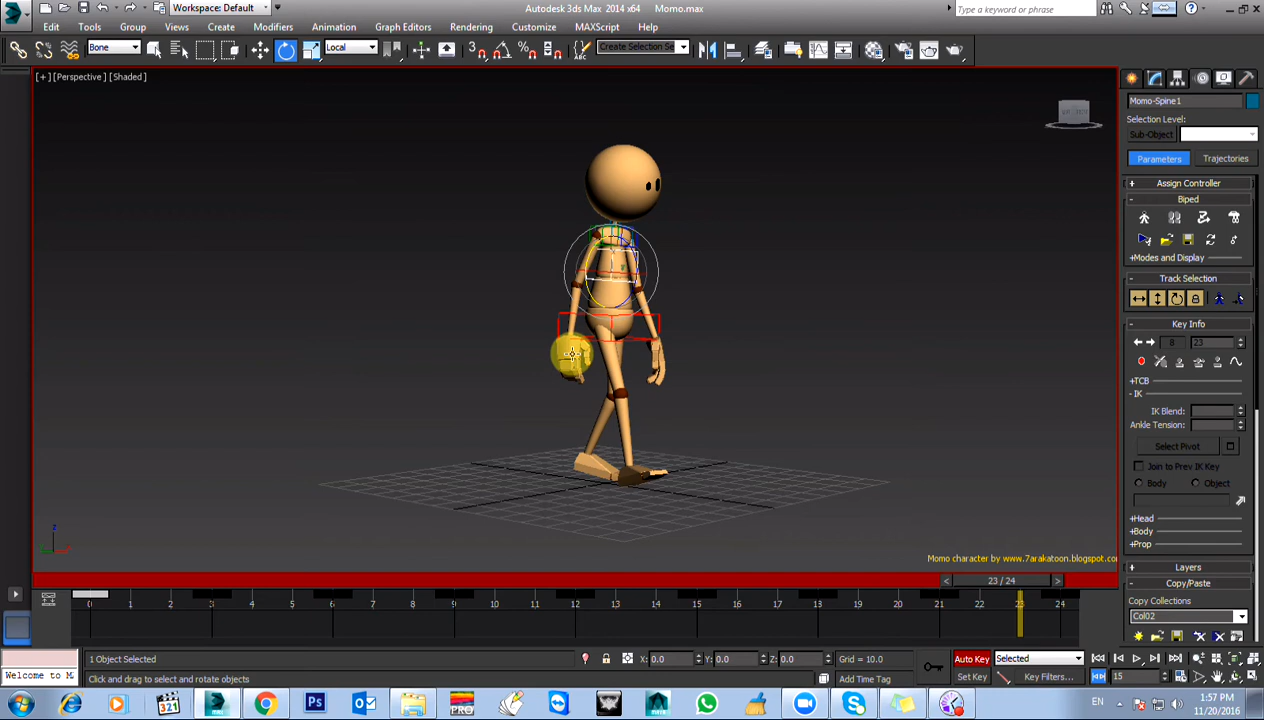 Workspace: Default
Autodesk 3ds Max 2014 x64 Momo.max
Type a keyword or phrase
Edit Tools Group Views Create Modifiers Animation Graph Editors Rendering Customize MAXScript Help
Bone
Local
Create Selection Se
[+] [Perspective] [Shaded]
Momo-Spine1
Selection Level:
Sub-Object
Parameters Trajectories
+ Assign Controller
- Biped
+Modes and Display
- Track Selection
- Key Info
8 23
+TCB
- IK
IK Blend:
Ankle Tension:
Select Pivot
Join to Prev IK Key
Body Object
+Head
+Body
+Prop
+ Layers
- Copy/Paste
Copy Collections
Col02
Momo character by www.7arakatoon.blogspot.com
< 23 / 24 >
0 1 2 3 4 5 6 7 8 9 10 11 12 13 14 15 16 17 18 19 20 21 22 23 24
1 Object Selected
X: 0.0 Y: 0.0 Z: 0.0 Grid = 10.0
Auto Key Selected
Welcome to M
Click and drag to select and rotate objects
Add Time Tag
Set Key Key Filters...
15
321
Ps
PRO
EN
1:57 PM
11/20/2016